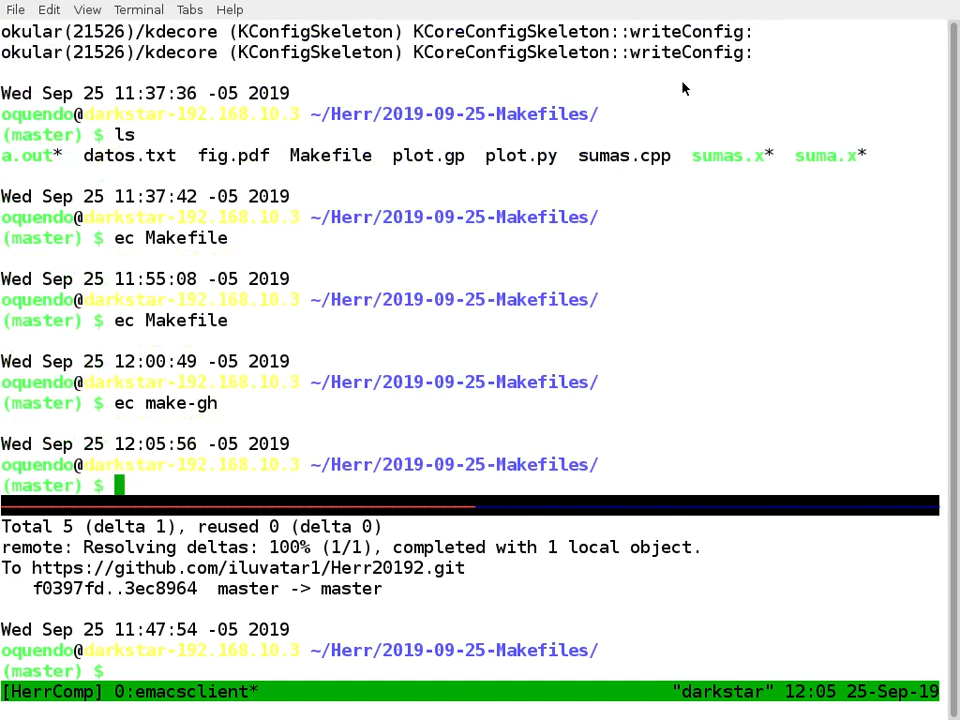 File Edit View Terminal Tabs Help
okular(21526)/kdecore (KConfigSkeleton) KCoreConfigSkeleton::writeConfig:
okular(21526)/kdecore (KConfigSkeleton) KCoreConfigSkeleton::writeConfig:
Wed Sep 25 11:37:36 -05 2019
oquendo@darkstar-192.168.10.3 ~/Herr/2019-09-25-Makefiles/
(master) $ ls
a.out* datos.txt fig.pdf Makefile plot.gp plot.py sumas.cpp sumas.x* suma.x*
Wed Sep 25 11:37:42 -05 2019
oquendo@darkstar-192.168.10.3 ~/Herr/2019-09-25-Makefiles/
(master) $ ec Makefile
Wed Sep 25 11:55:08 -05 2019
oquendo@darkstar-192.168.10.3 ~/Herr/2019-09-25-Makefiles/
(master) $ ec Makefile
Wed Sep 25 12:00:49 -05 2019
oquendo@darkstar-192.168.10.3 ~/Herr/2019-09-25-Makefiles/
(master) $ ec make-gh
Wed Sep 25 12:05:56 -05 2019
oquendo@darkstar-192.168.10.3 ~/Herr/2019-09-25-Makefiles/
(master) $
Total 5 (delta 1), reused 0 (delta 0)
remote: Resolving deltas: 100% (1/1), completed with 1 local object.
To https://github.com/iluvatar1/Herr20192.git
f0397fd..3ec8964 master -> master
Wed Sep 25 11:47:54 -05 2019
oquendo@darkstar-192.168.10.3 ~/Herr/2019-09-25-Makefiles/
(master) $
[HerrComp] 0:emacsclient* "darkstar" 12:05 25-Sep-19